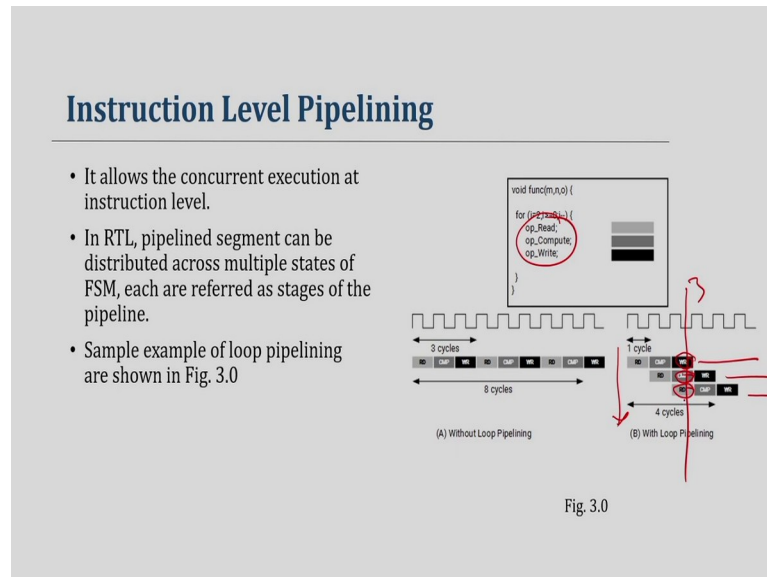 Instruction Level Pipelining
• It allows the concurrent execution at
instruction level.
• In RTL, pipelined segment can be
distributed across multiple states of
FSM, each are referred as stages of the
pipeline.
• Sample example of loop pipelining
are shown in Fig. 3.0
void func(m,n,o) {
for (i=2;i>=0;i--) {
op_Read;
op_Compute;
op_Write;
}
}
3
3 cycles
RD CMP WR RD CMP WR RD CMP WR
8 cycles
(A) Without Loop Pipelining
1 cycle
RD CMP WR
RD CMP WR
RD CMP WR
4 cycles
(B) With Loop Pipelining
Fig. 3.0